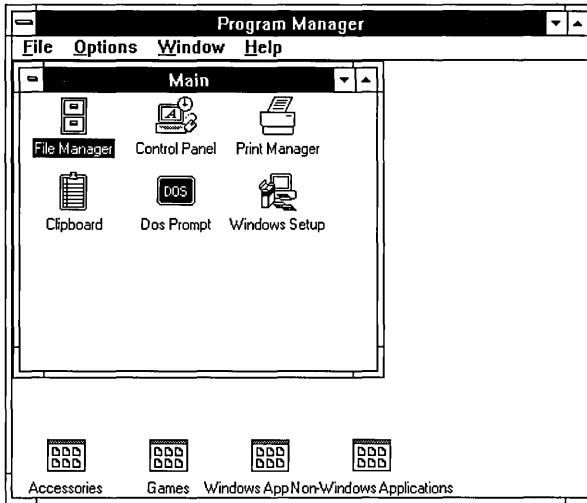 Program Manager
File Options Window Help
Main
File Manager Control Panel Print Manager
DOS
Clipboard Dos Prompt Windows Setup
Accessories Games Windows App Non-Windows Applications